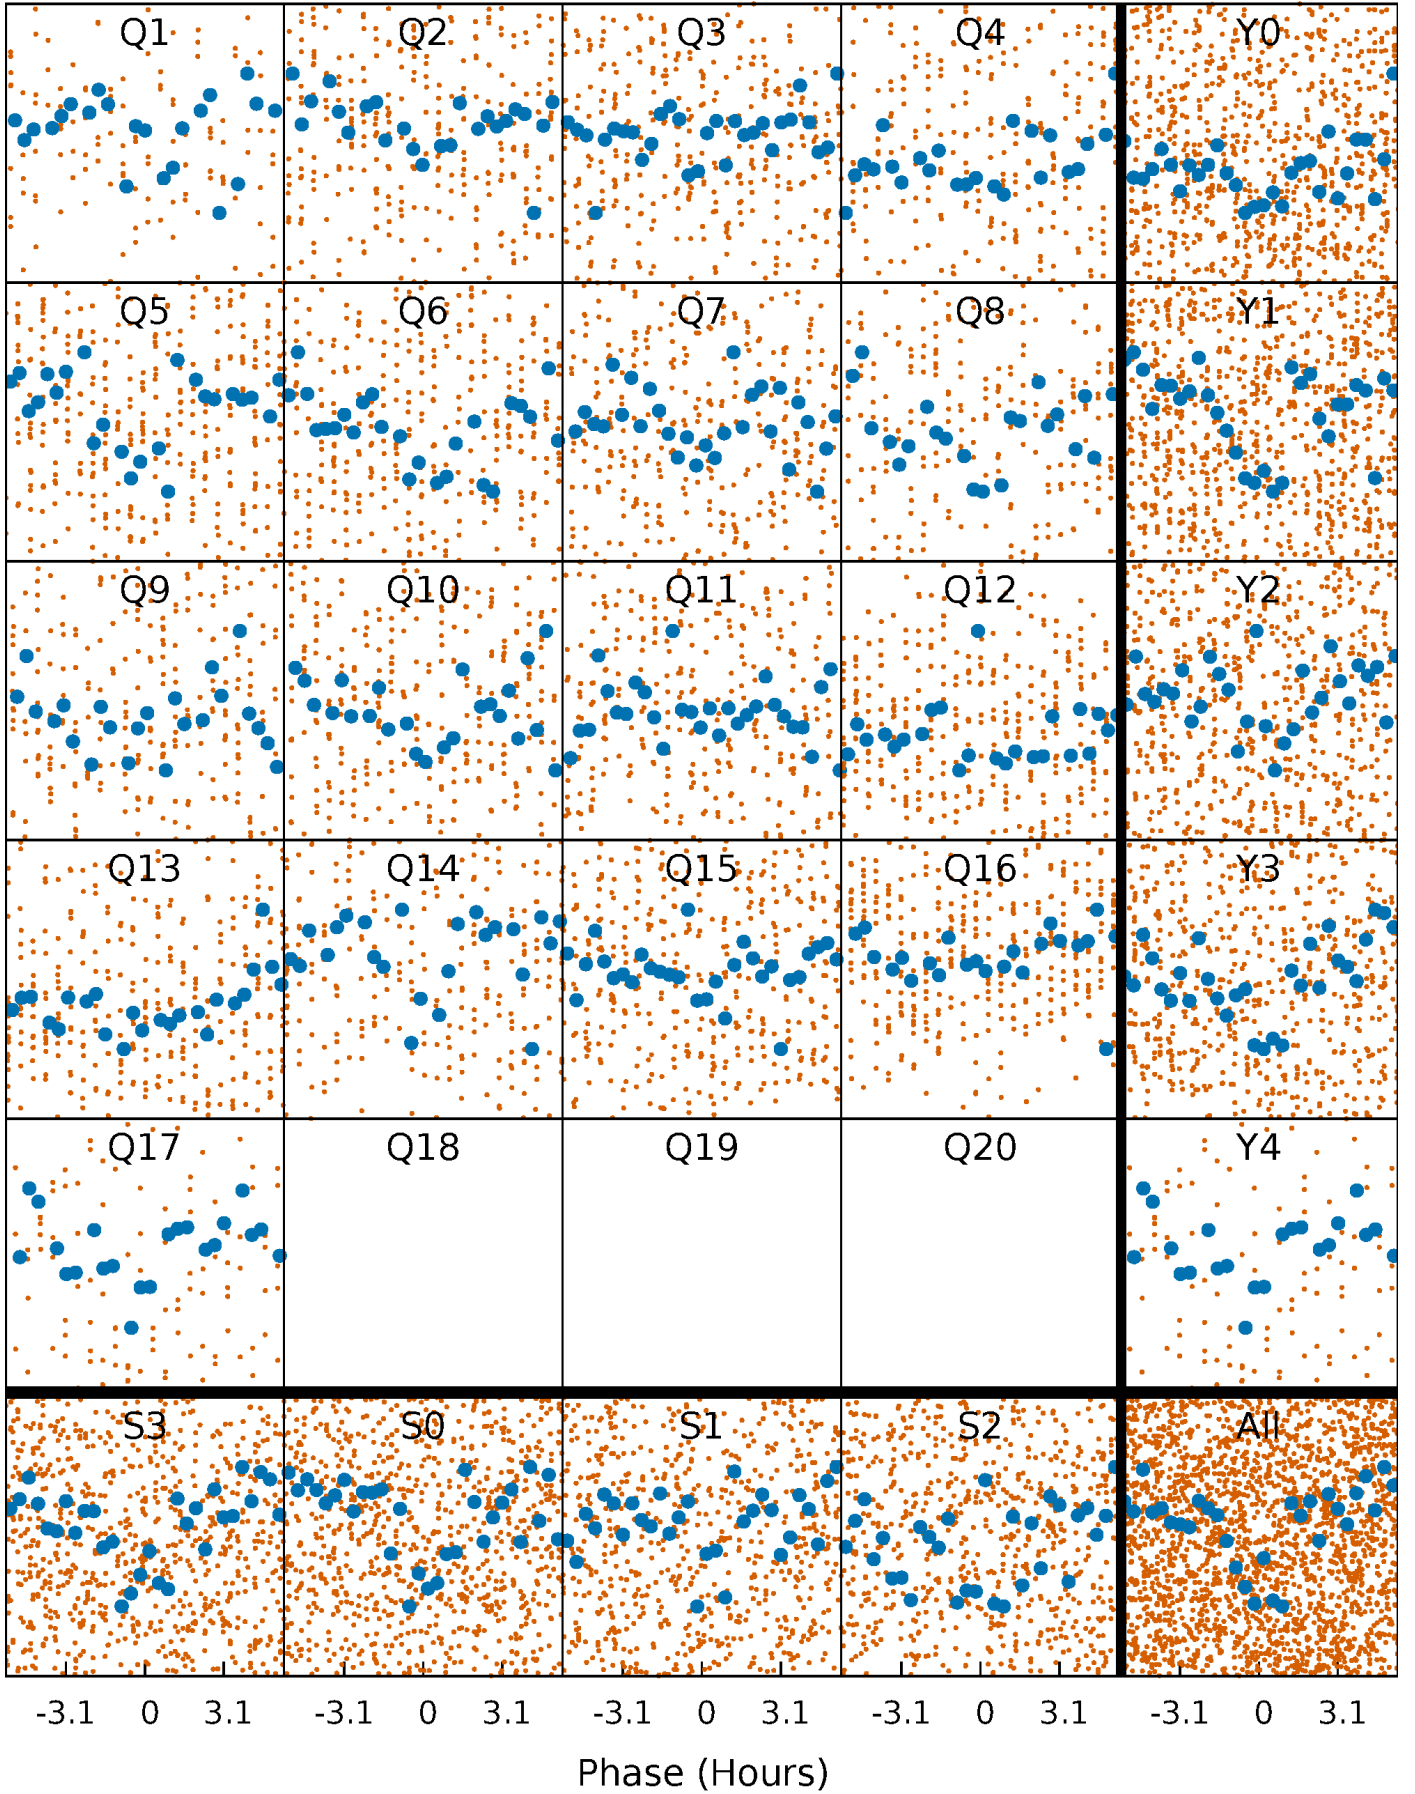 Q1 Q2 Q3 Q4 Y0
Q5 Q6 Q7 Q8 Y1
Q9 Q10 Q11 Q12 Y2
Q13 Q14 Q15 Q16 Y3
Q17 Q18 Q19 Q20 Y4
S3 S0 S1 S2 All
-3.1 0 3.1 -3.1 0 3.1 -3.1 0 3.1 -3.1 0 3.1 -3.1 0 3.1
Phase (Hours)